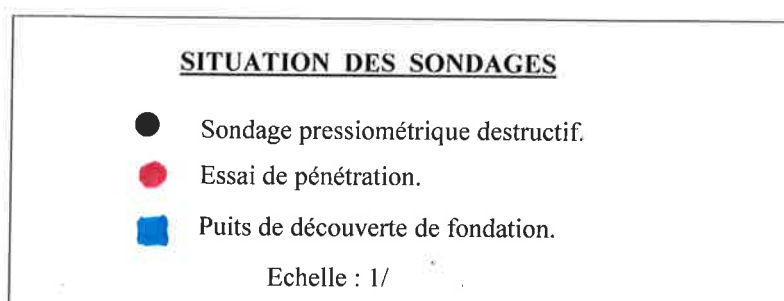 SITUATION DES SONDAGES
Sondage pressiométrique destructif.
Essai de pénétration.
Puits de découverte de fondation.
Echelle : 1/